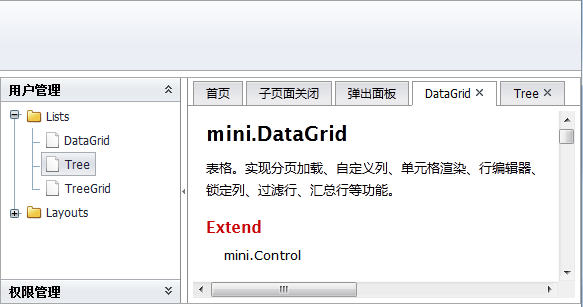 用户管理
Lists
DataGrid
Tree
TreeGrid
Layouts
权限管理
首页 子页面关闭 弹出面板 DataGrid Tree
mini.DataGrid
表格。实现分页加载、自定义列、单元格渲染、行编辑器、
锁定列、过滤行、汇总行等功能。
Extend
mini.Control